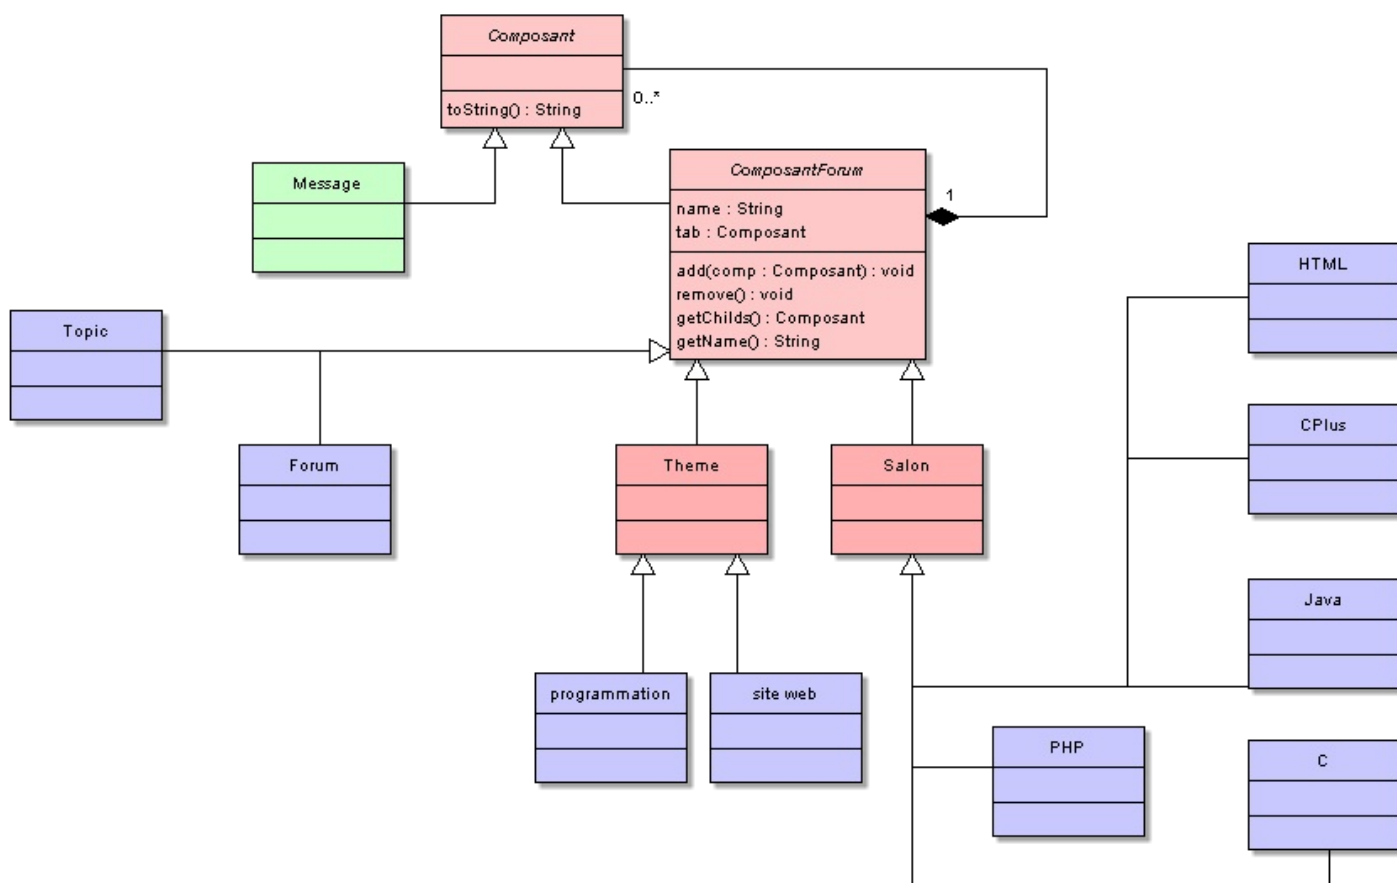 Composant
toString() : String
0..*
Message
ComposantForum
name : String
tab : Composant
add(comp : Composant) : void
remove() : void
getChilds() : Composant
getName() : String
1
HTML
Topic
CPlus
Forum
Theme
Salon
Java
programmation
site web
PHP
C